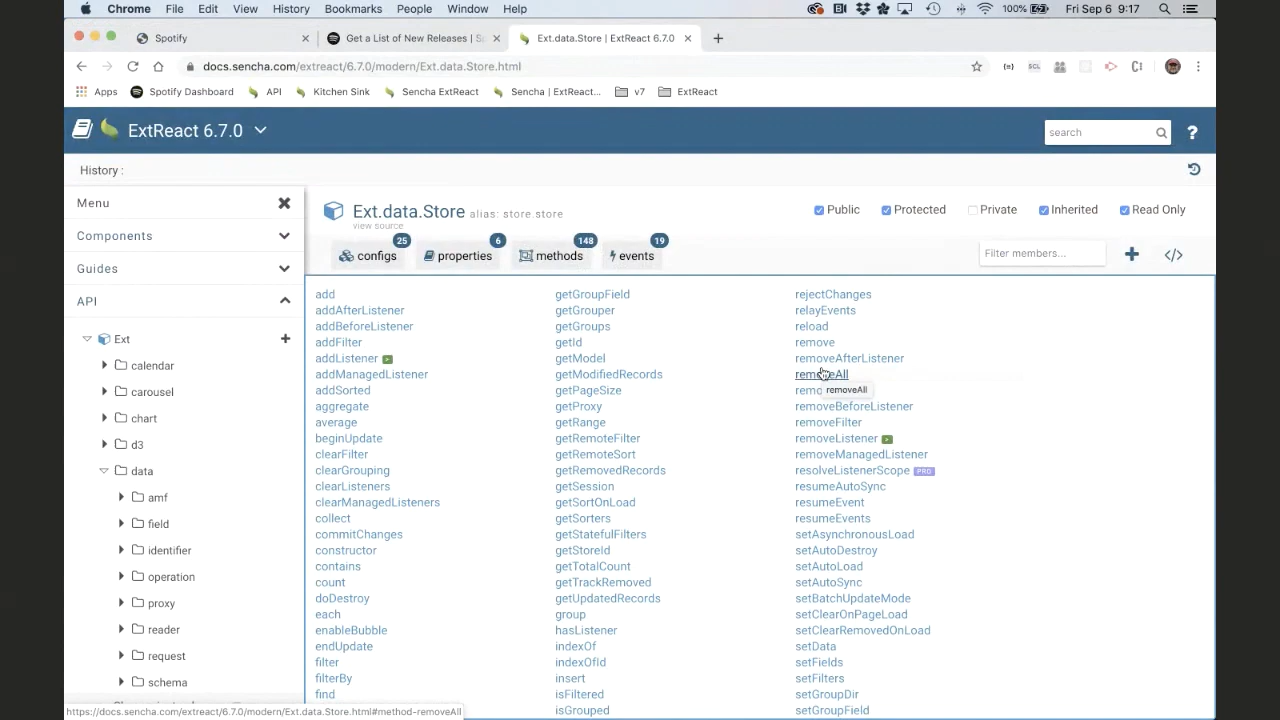 Chrome File Edit View History Bookmarks People Window Help 100% Fri Sep 6 9:17
Spotify
Get a List of New Releases | S
Ext.data.Store | ExtReact 6.7.0
docs.sencha.com/extreact/6.7.0/modern/Ext.data.Store.html
Apps Spotify Dashboard API Kitchen Sink Sencha ExtReact Sencha | ExtReact... v7 ExtReact
ExtReact 6.7.0
search
?
History :
Menu
Components
Guides
API
Ext
calendar
carousel
chart
d3
data
amf
field
identifier
operation
proxy
reader
request
schema
Ext.data.Store alias: store.store
view source
Public Protected Private Inherited Read Only
configs 25
properties 6
methods 148
events 19
Filter members...
add
addAfterListener
addBeforeListener
addFilter
addListener
addManagedListener
addSorted
aggregate
average
beginUpdate
clearFilter
clearGrouping
clearListeners
clearManagedListeners
collect
commitChanges
constructor
contains
count
doDestroy
each
enableBubble
endUpdate
filter
filterBy
find
getGroupField
getGrouper
getGroups
getId
getModel
getModifiedRecords
getPageSize
getProxy
getRange
getRemoteFilter
getRemoteSort
getRemovedRecords
getSession
getSortOnLoad
getSorters
getStatefulFilters
getStoreId
getTotalCount
getTrackRemoved
getUpdatedRecords
group
hasListener
indexOf
indexOfId
insert
isFiltered
isGrouped
rejectChanges
relayEvents
reload
remove
removeAfterListener
removeAll
remo
removeAll
removeBeforeListener
removeFilter
removeListener
removeManagedListener
resolveListenerScope PRO
resumeAutoSync
resumeEvent
resumeEvents
setAsynchronousLoad
setAutoDestroy
setAutoLoad
setAutoSync
setBatchUpdateMode
setClearOnPageLoad
setClearRemovedOnLoad
setData
setFields
setFilters
setGroupDir
setGroupField
https://docs.sencha.com/extreact/6.7.0/modern/Ext.data.Store.html#method-removeAll